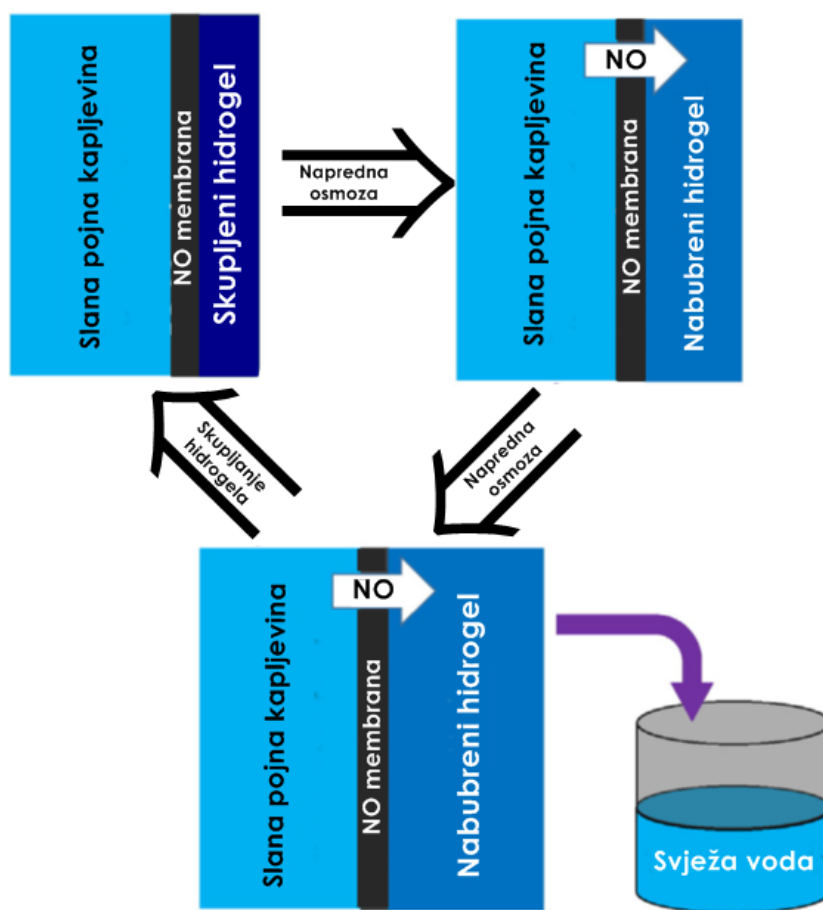 Slana pojna kapljevina
NO membrana
Skupljeni hidrogel
Napredna
osmoza
Slana pojna kapljevina
NO
NO membrana
Nabubreni hidrogel
Skupljanje
hidrogela
Napredna
osmoza
Slana pojna kapljevina
NO
NO membrana
Nabubreni hidrogel
Svježa voda